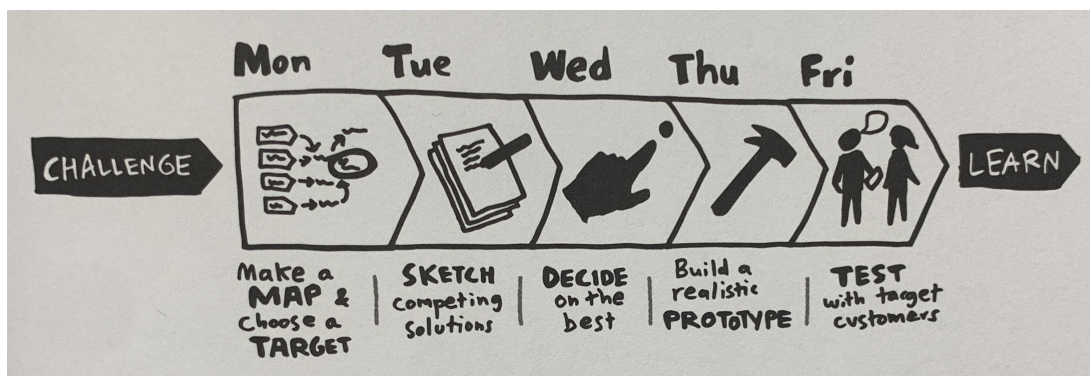 Mon
Tue
Wed
Thu
Fri
CHALLENGE
LEARN
Make a
MAP &
choose a
TARGET
SKETCH
competing
solutions
DECIDE
on the
best
Build a
realistic
PROTOTYPE
TEST
with target
customers